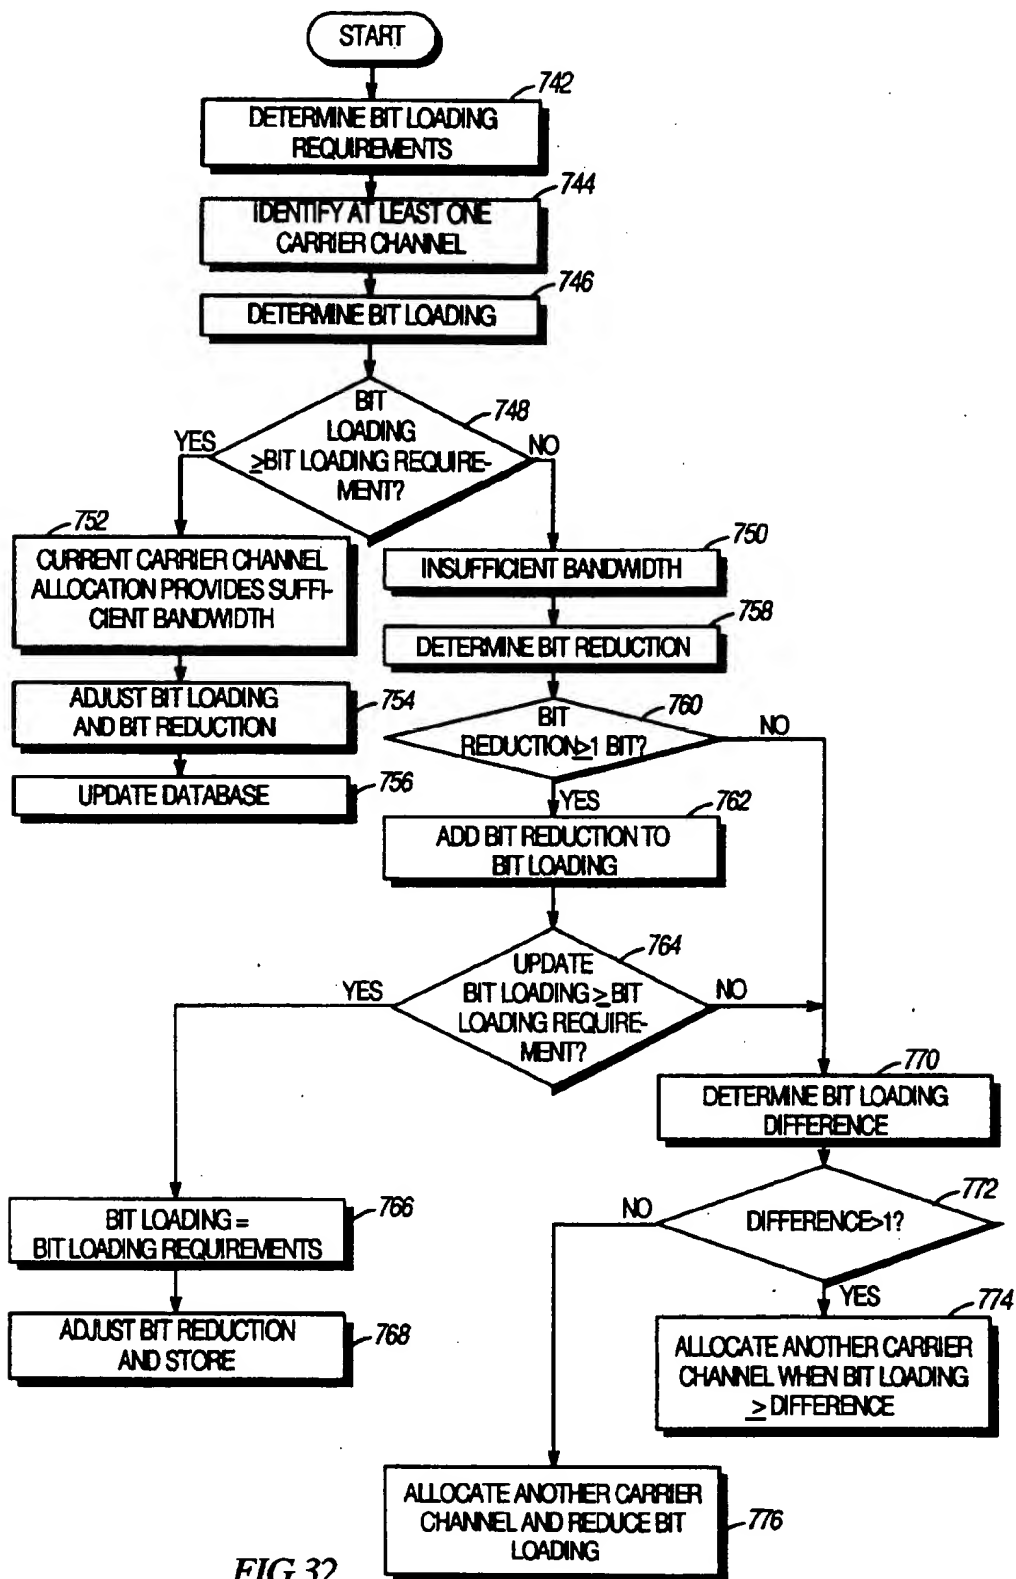 START
742
DETERMINE BIT LOADING
REQUIREMENTS
744
IDENTIFY AT LEAST ONE
CARRIER CHANNEL
746
DETERMINE BIT LOADING
748
BIT
LOADING
≥BIT LOADING REQUIRE-
MENT?
YES
NO
752
CURRENT CARRIER CHANNEL
ALLOCATION PROVIDES SUFFI-
CIENT BANDWIDTH
754
ADJUST BIT LOADING
AND BIT REDUCTION
756
UPDATE DATABASE
750
INSUFFICIENT BANDWIDTH
758
DETERMINE BIT REDUCTION
760
BIT
REDUCTION≥1 BIT?
NO
YES
762
ADD BIT REDUCTION TO
BIT LOADING
764
UPDATE
BIT LOADING ≥BIT
LOADING REQUIRE-
MENT?
YES
NO
766
BIT LOADING =
BIT LOADING REQUIREMENTS
768
ADJUST BIT REDUCTION
AND STORE
770
DETERMINE BIT LOADING
DIFFERENCE
772
DIFFERENCE>1?
NO
YES
774
ALLOCATE ANOTHER CARRIER
CHANNEL WHEN BIT LOADING
≥ DIFFERENCE
776
ALLOCATE ANOTHER CARRIER
CHANNEL AND REDUCE BIT
LOADING
FIG 32